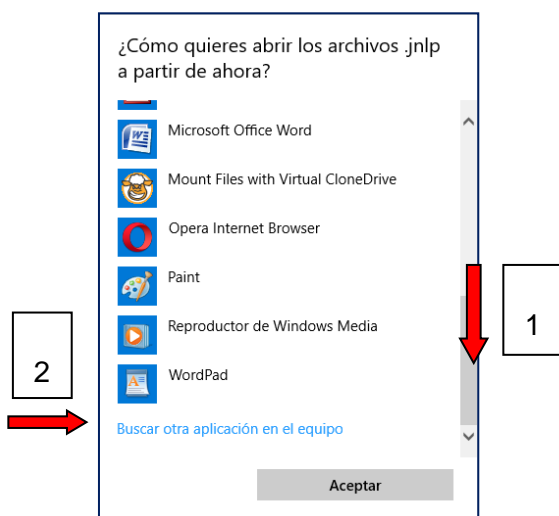 ¿Cómo quieres abrir los archivos .jnlp
a partir de ahora?
Microsoft Office Word
Mount Files with Virtual CloneDrive
Opera Internet Browser
Paint
Reproductor de Windows Media
WordPad
Buscar otra aplicación en el equipo
Aceptar
1
2